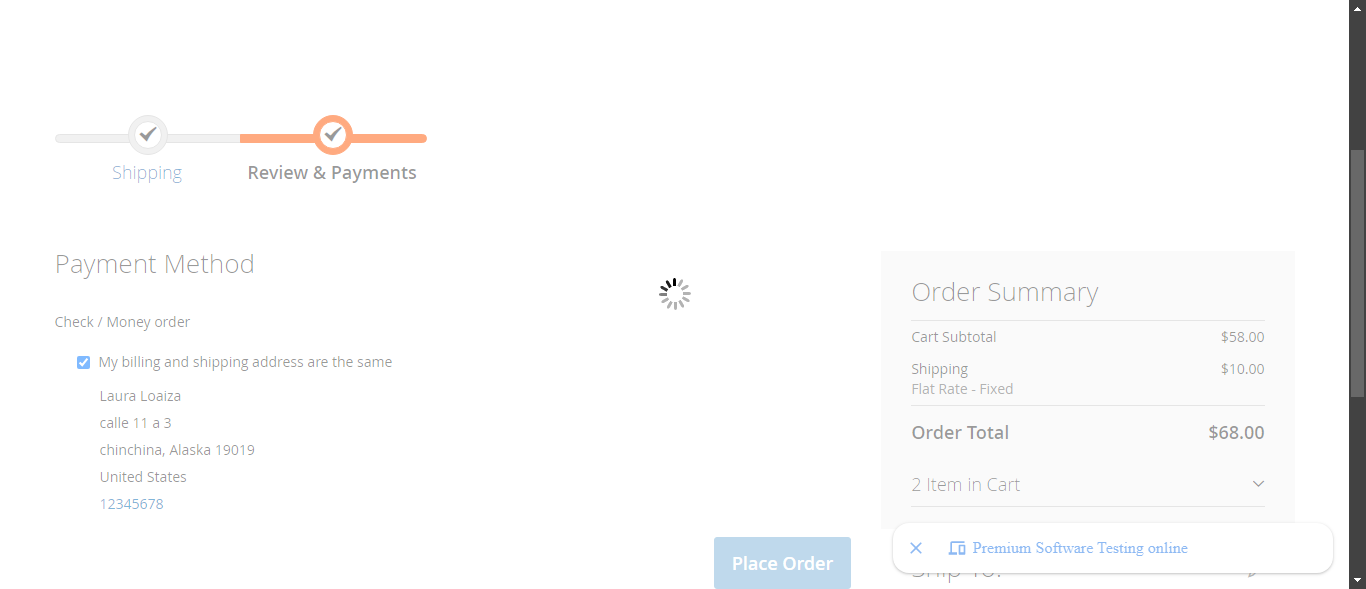 Shipping
Review & Payments
Payment Method
Check / Money order
My billing and shipping address are the same
Laura Loaiza
calle 11 a 3
chinchina, Alaska 19019
United States
12345678
Place Order
Order Summary
Cart Subtotal $58.00
Shipping $10.00
Flat Rate - Fixed
Order Total $68.00
2 Item in Cart
Premium Software Testing online
Ship To: